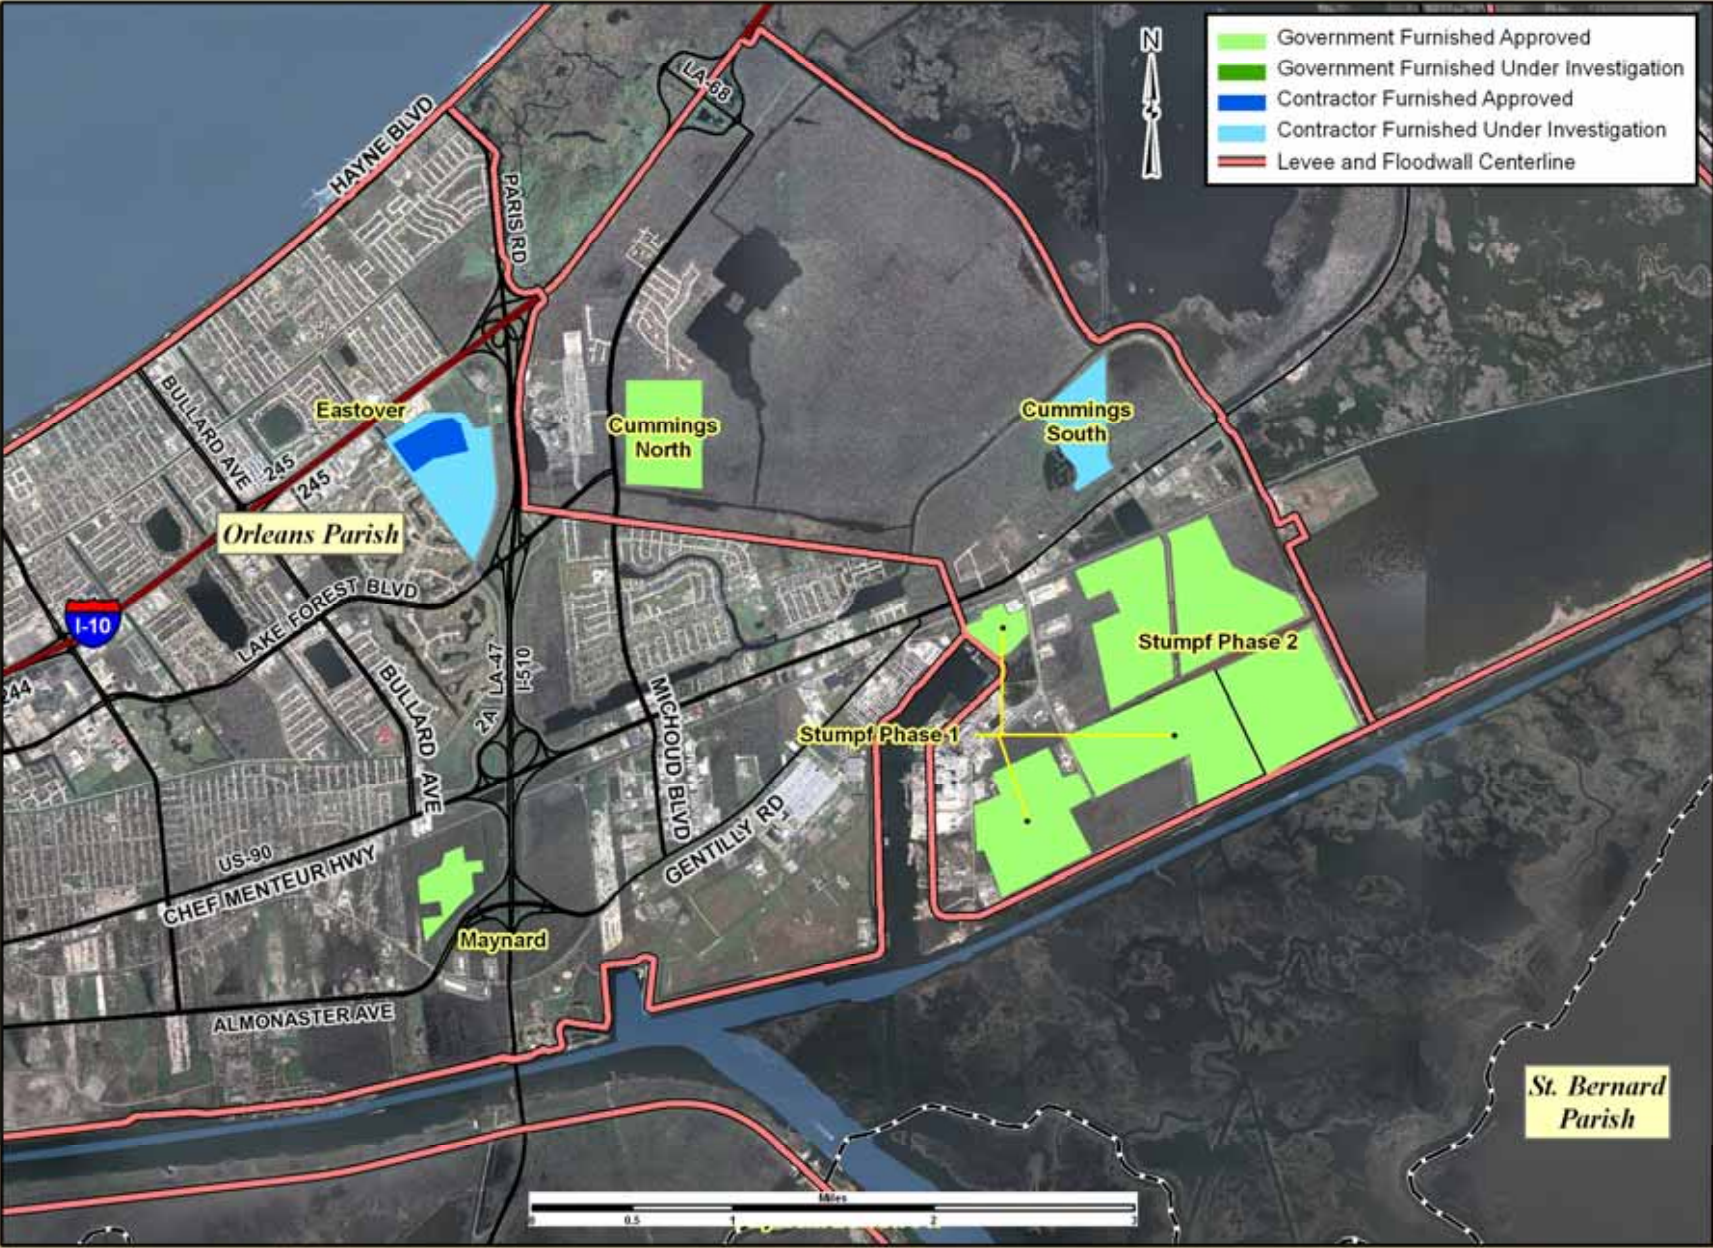 N
Government Furnished Approved
Government Furnished Under Investigation
Contractor Furnished Approved
Contractor Furnished Under Investigation
Levee and Floodwall Centerline
LA-68
HAYNE BLVD
PARIS RD
BULLARD AVE
Eastover
Cummings
North
Cummings
South
245
245
Orleans Parish
I-10
LAKE FOREST BLVD
LA-47
I-510
2A
244
BULLARD AVE
MICHOUD BLVD
Stumpf Phase 2
Stumpf Phase 1
GENTILLY RD
US-90
CHEF MENTEUR HWY
Maynard
ALMONASTER AVE
St. Bernard
Parish
Miles
0 0.5 1 2 3